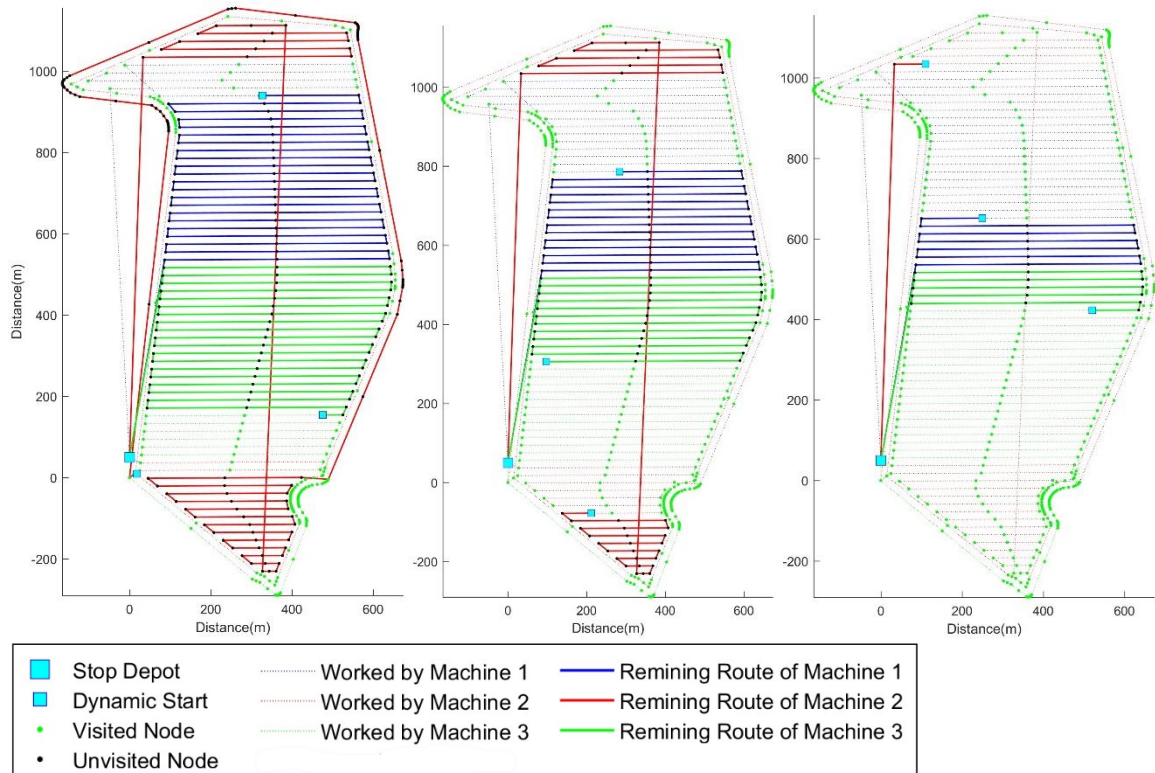 1000
800
600
400
200
0
-200
Distance(m)
0 200 400 600
Distance(m)
1000
800
600
400
200
0
-200
0 200 400 600
Distance(m)
1000
800
600
400
200
0
-200
0 200 400 600
Distance(m)
Stop Depot Worked by Machine 1 Remining Route of Machine 1
Dynamic Start Worked by Machine 2 Remining Route of Machine 2
Visited Node Worked by Machine 3 Remining Route of Machine 3
Unvisited Node